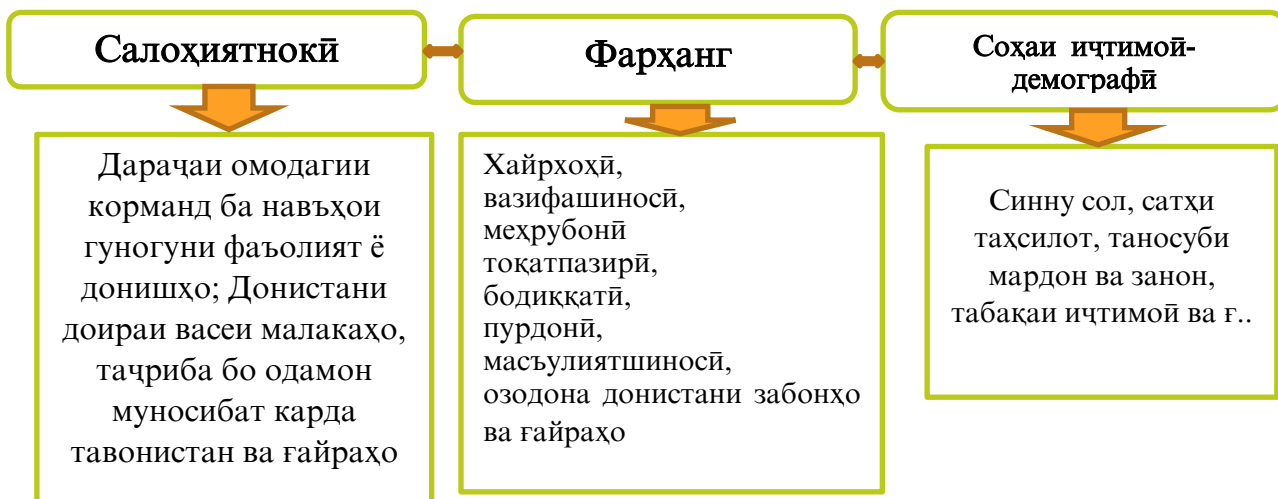 Салоҳиятнокӣ
Фарҳанг
Соҳаи иҷтимоӣ-
демографӣ
Дараҷаи омодагии
корманд ба навъҳои
гуногуни фаъолият ё
донишҳо; Донистани
доираи васеи малакаҳо,
таҷриба бо одамон
муносибат карда
тавонистан ва ғайраҳо
Хайрхоҳӣ,
вазифашиносӣ,
меҳрубонӣ
тоқатпазирӣ,
бодиққатӣ,
пурдонӣ,
масъулиятшиносӣ,
озодона донистани забонҳо
ва ғайраҳо
Синну сол, сатҳи
таҳсилот, таносуби
мардон ва занон,
табақаи иҷтимоӣ ва ғ..